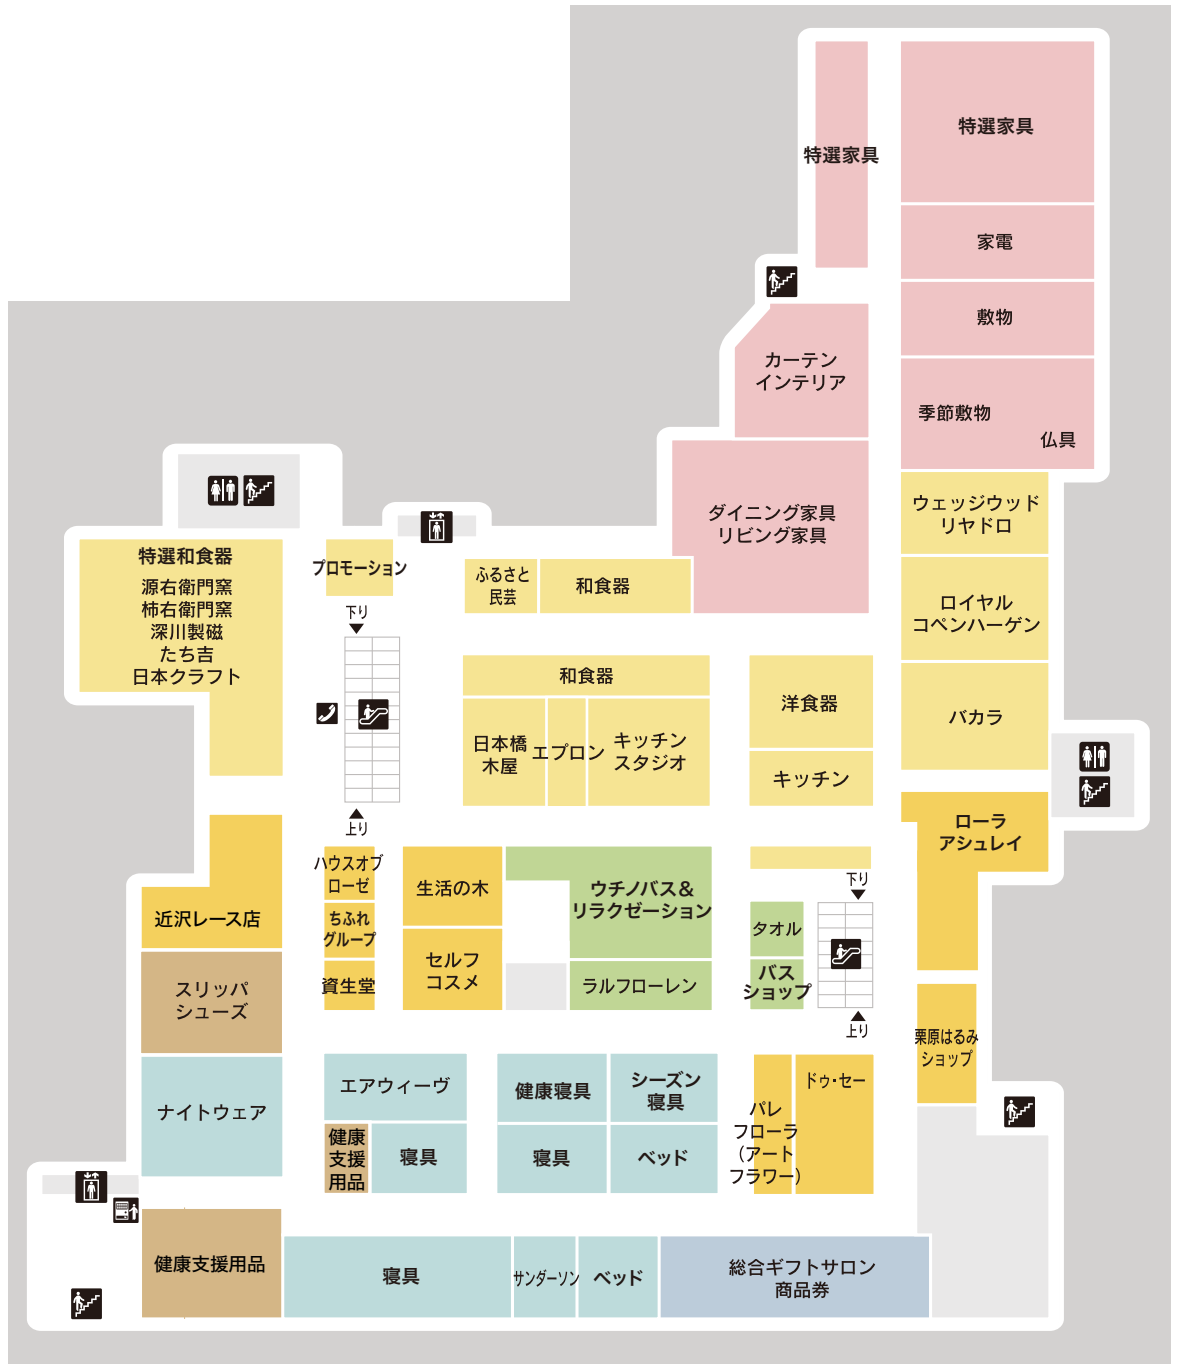 特選家具
特選家具
家電
敷物
カーテン
インテリア
季節敷物
仏具
ダイニング家具
リビング家具
ウェッジウッド
リヤドロ
特選和食器
源右衛門窯
柿右衛門窯
深川製磁
たち吉
日本クラフト
プロモーション
ふるさと
民芸
和食器
ロイヤル
コペンハーゲン
下り
和食器
洋食器
バカラ
日本橋
木屋
エプロン
キッチン
スタジオ
キッチン
上り
ローラ
アシュレイ
ハウスオブ
ローゼ
生活の木
ウチノバス&
リラクゼーション
下り
近沢レース店
ちふれ
グループ
タオル
セルフ
コスメ
資生堂
ラルフローレン
バス
ショップ
スリッパ
シューズ
上り
栗原はるみ
ショップ
エアウィーヴ
健康寝具
シーズン
寝具
ドゥ・セー
ナイトウェア
パレ
フローラ
(アート
フラワー)
健康
支援
用品
寝具
寝具
ベッド
健康支援用品
寝具
サンダーソン
ベッド
総合ギフトサロン
商品券